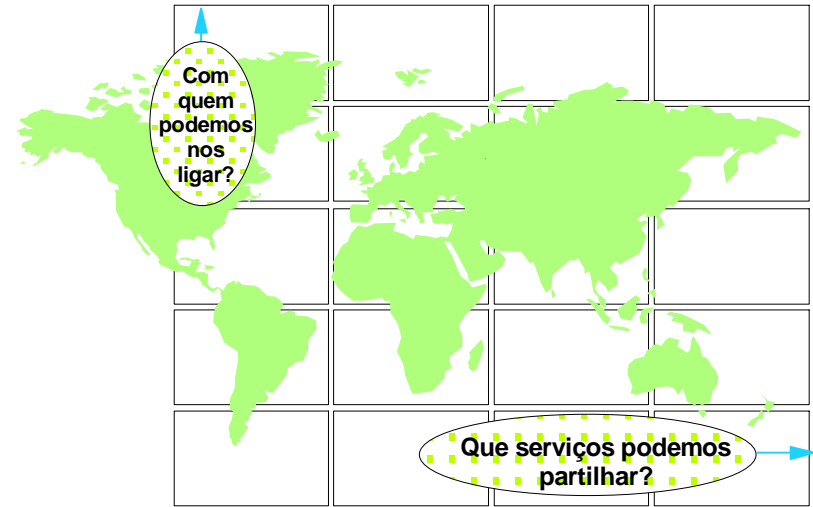 Com
quem
podemos
nos
ligar?
Que serviços podemos
partilhar?